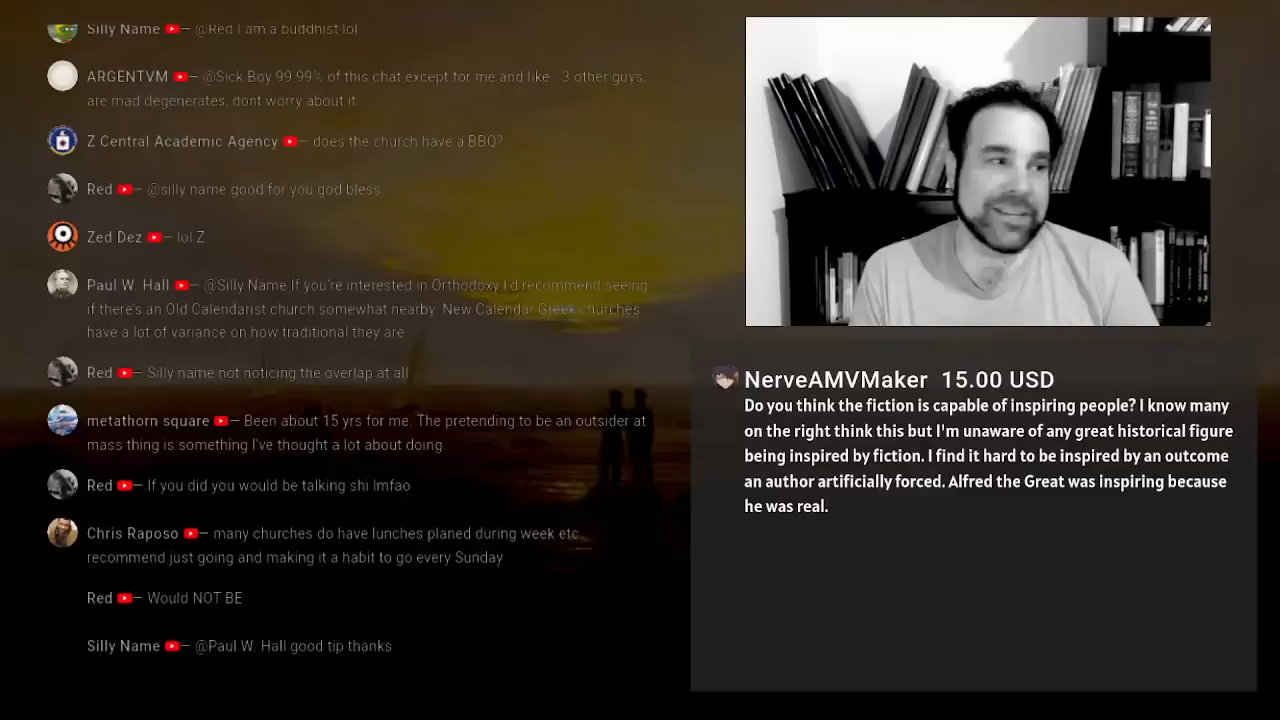 Silly Name — @Red I am a buddhist lol
ARGENTVM — @Sick Boy 99.99% of this chat except for me and like.. 3 other guys,
are mad degenerates, dont worry about it
Z Central Academic Agency — does the church have a BBQ?
Red — @silly name good for you god bless
Zed Dez — lol Z
Paul W. Hall — @Silly Name If you're interested in Orthodoxy I'd recommend seeing
if there's an Old Calendarist church somewhat nearby. New Calendar Greek churches
have a lot of variance on how traditional they are
Red — Silly name not noticing the overlap at all
metathorn square — Been about 15 yrs for me. The pretending to be an outsider at
mass thing is something I've thought a lot about doing.
Red — If you did you would be talking shi lmfao
Chris Raposo — many churches do have lunches planed during week etc..
recommend just going and making it a habit to go every Sunday
Red — Would NOT BE
Silly Name — @Paul W. Hall good tip thanks
NerveAMVMaker 15.00 USD
Do you think the fiction is capable of inspiring people? I know many
on the right think this but I'm unaware of any great historical figure
being inspired by fiction. I find it hard to be inspired by an outcome
an author artificially forced. Alfred the Great was inspiring because
he was real.